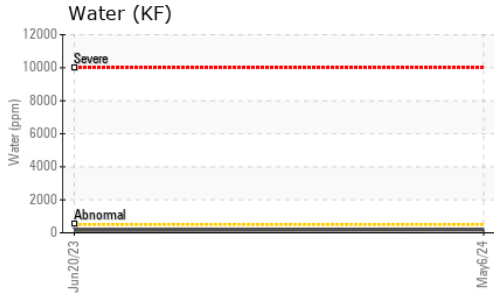 Water (KF)
12000
Severe
10000
8000
Water (ppm)
6000
4000
2000
Abnormal
0
Jun20/23
May6/24